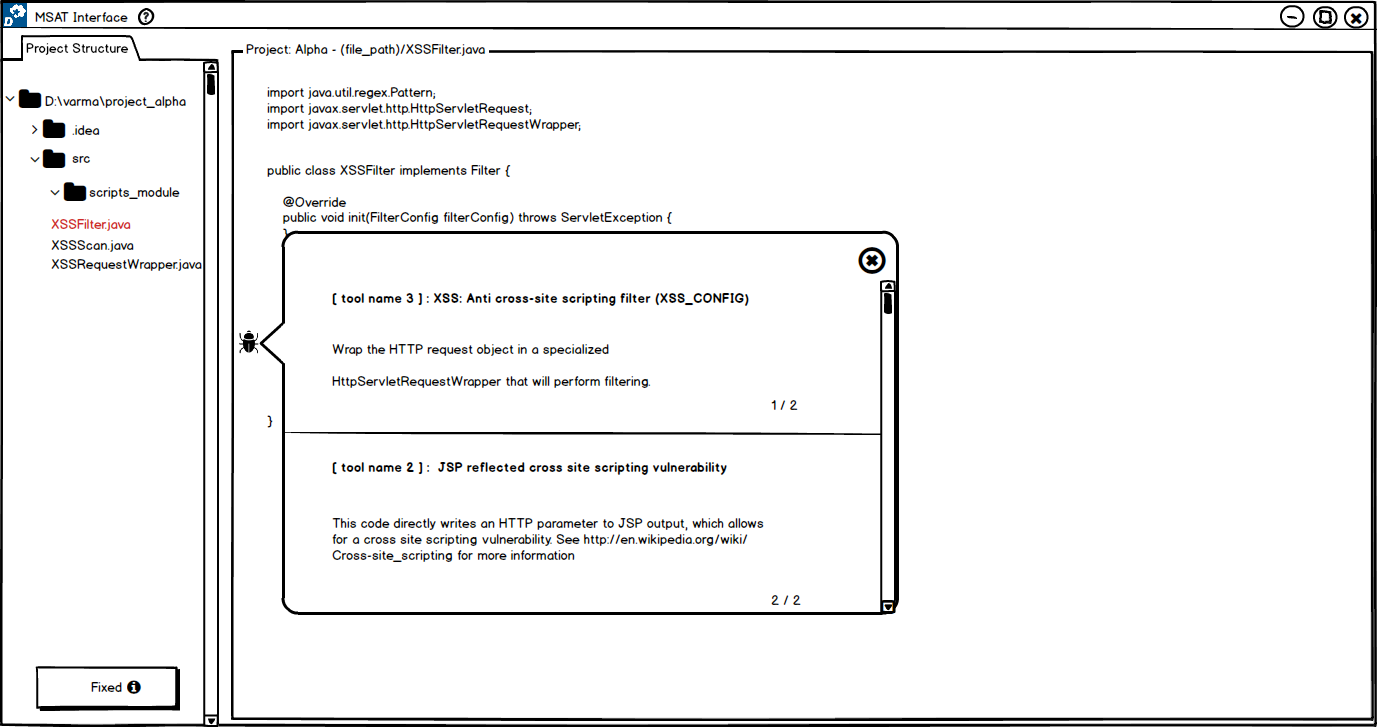 MSAT Interface ?
Project Structure
D:\varma\project_alpha
.idea
src
scripts_module
XSSFilter.java
XSSScan.java
XSSRequestWrapper.java
Fixed i
Project: Alpha - (file_path)/XSSFilter.java
import java.util.regex.Pattern;
import javax.servlet.http.HttpServletRequest;
import javax.servlet.http.HttpServletRequestWrapper;
public class XSSFilter implements Filter {
@Override
public void init(FilterConfig filterConfig) throws ServletException {
}
[ tool name 3 ] : XSS: Anti cross-site scripting filter (XSS_CONFIG)
Wrap the HTTP request object in a specialized
HttpServletRequestWrapper that will perform filtering.
1 / 2
}
[ tool name 2 ] : JSP reflected cross site scripting vulnerability
This code directly writes an HTTP parameter to JSP output, which allows
for a cross site scripting vulnerability. See http://en.wikipedia.org/wiki/
Cross-site_scripting for more information
2 / 2